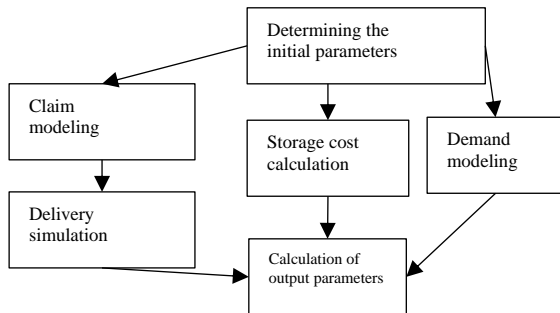 Determining the
initial parameters
Claim
modeling
Storage cost
calculation
Demand
modeling
Delivery
simulation
Calculation of
output parameters